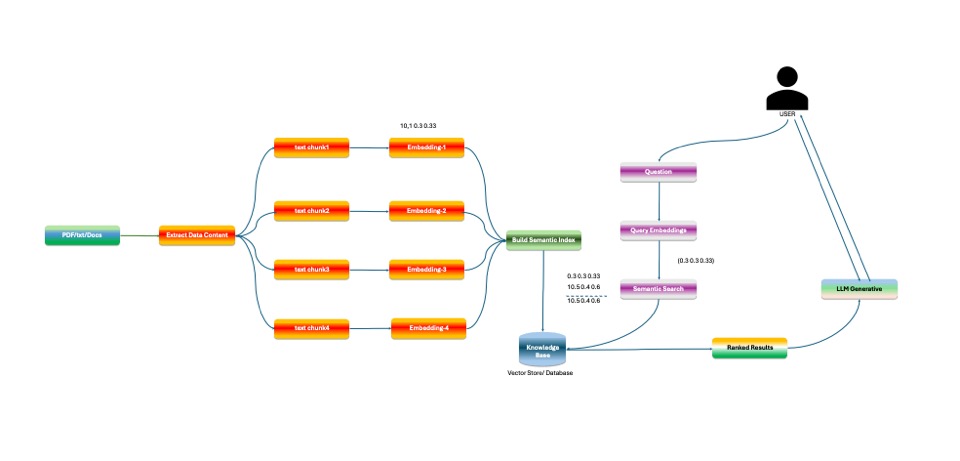 USER
10,1 0.3 0.33
text chunk1
Embedding-1
Question
text chunk2
Embedding-2
PDF/txt/Docs
Extract Data Content
Build Semantic Index
Query Embeddings
text chunk3
Embedding-3
(0.3 0.3 0.33)
0.3 0.3 0.33
10.5 0.4 0.6
10.5 0.4 0.6
Semantic Search
LLM Generative
text chunk4
Embedding-4
Knowledge
Base
Ranked Results
Vector Store/ Database